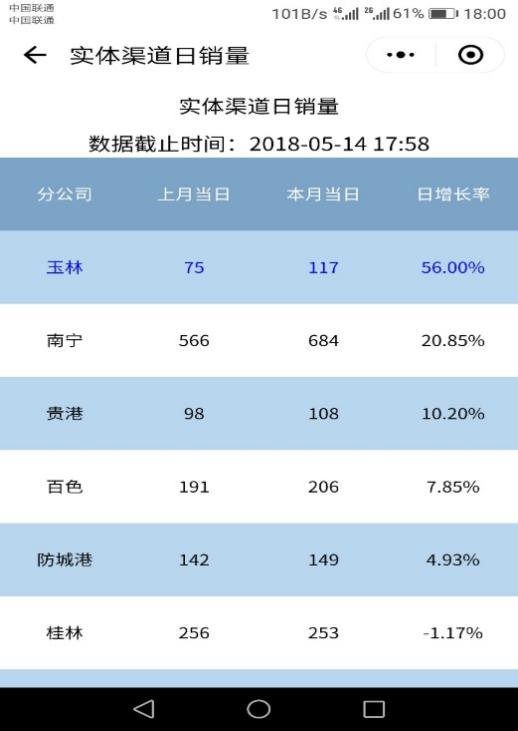 中国联通
中国联通
101B/s 4G 2G 61% 18:00
实体渠道日销量
实体渠道日销量
数据截止时间：2018-05-14 17:58
分公司 上月当日 本月当日 日增长率
玉林 75 117 56.00%
南宁 566 684 20.85%
贵港 98 108 10.20%
百色 191 206 7.85%
防城港 142 149 4.93%
桂林 256 253 -1.17%